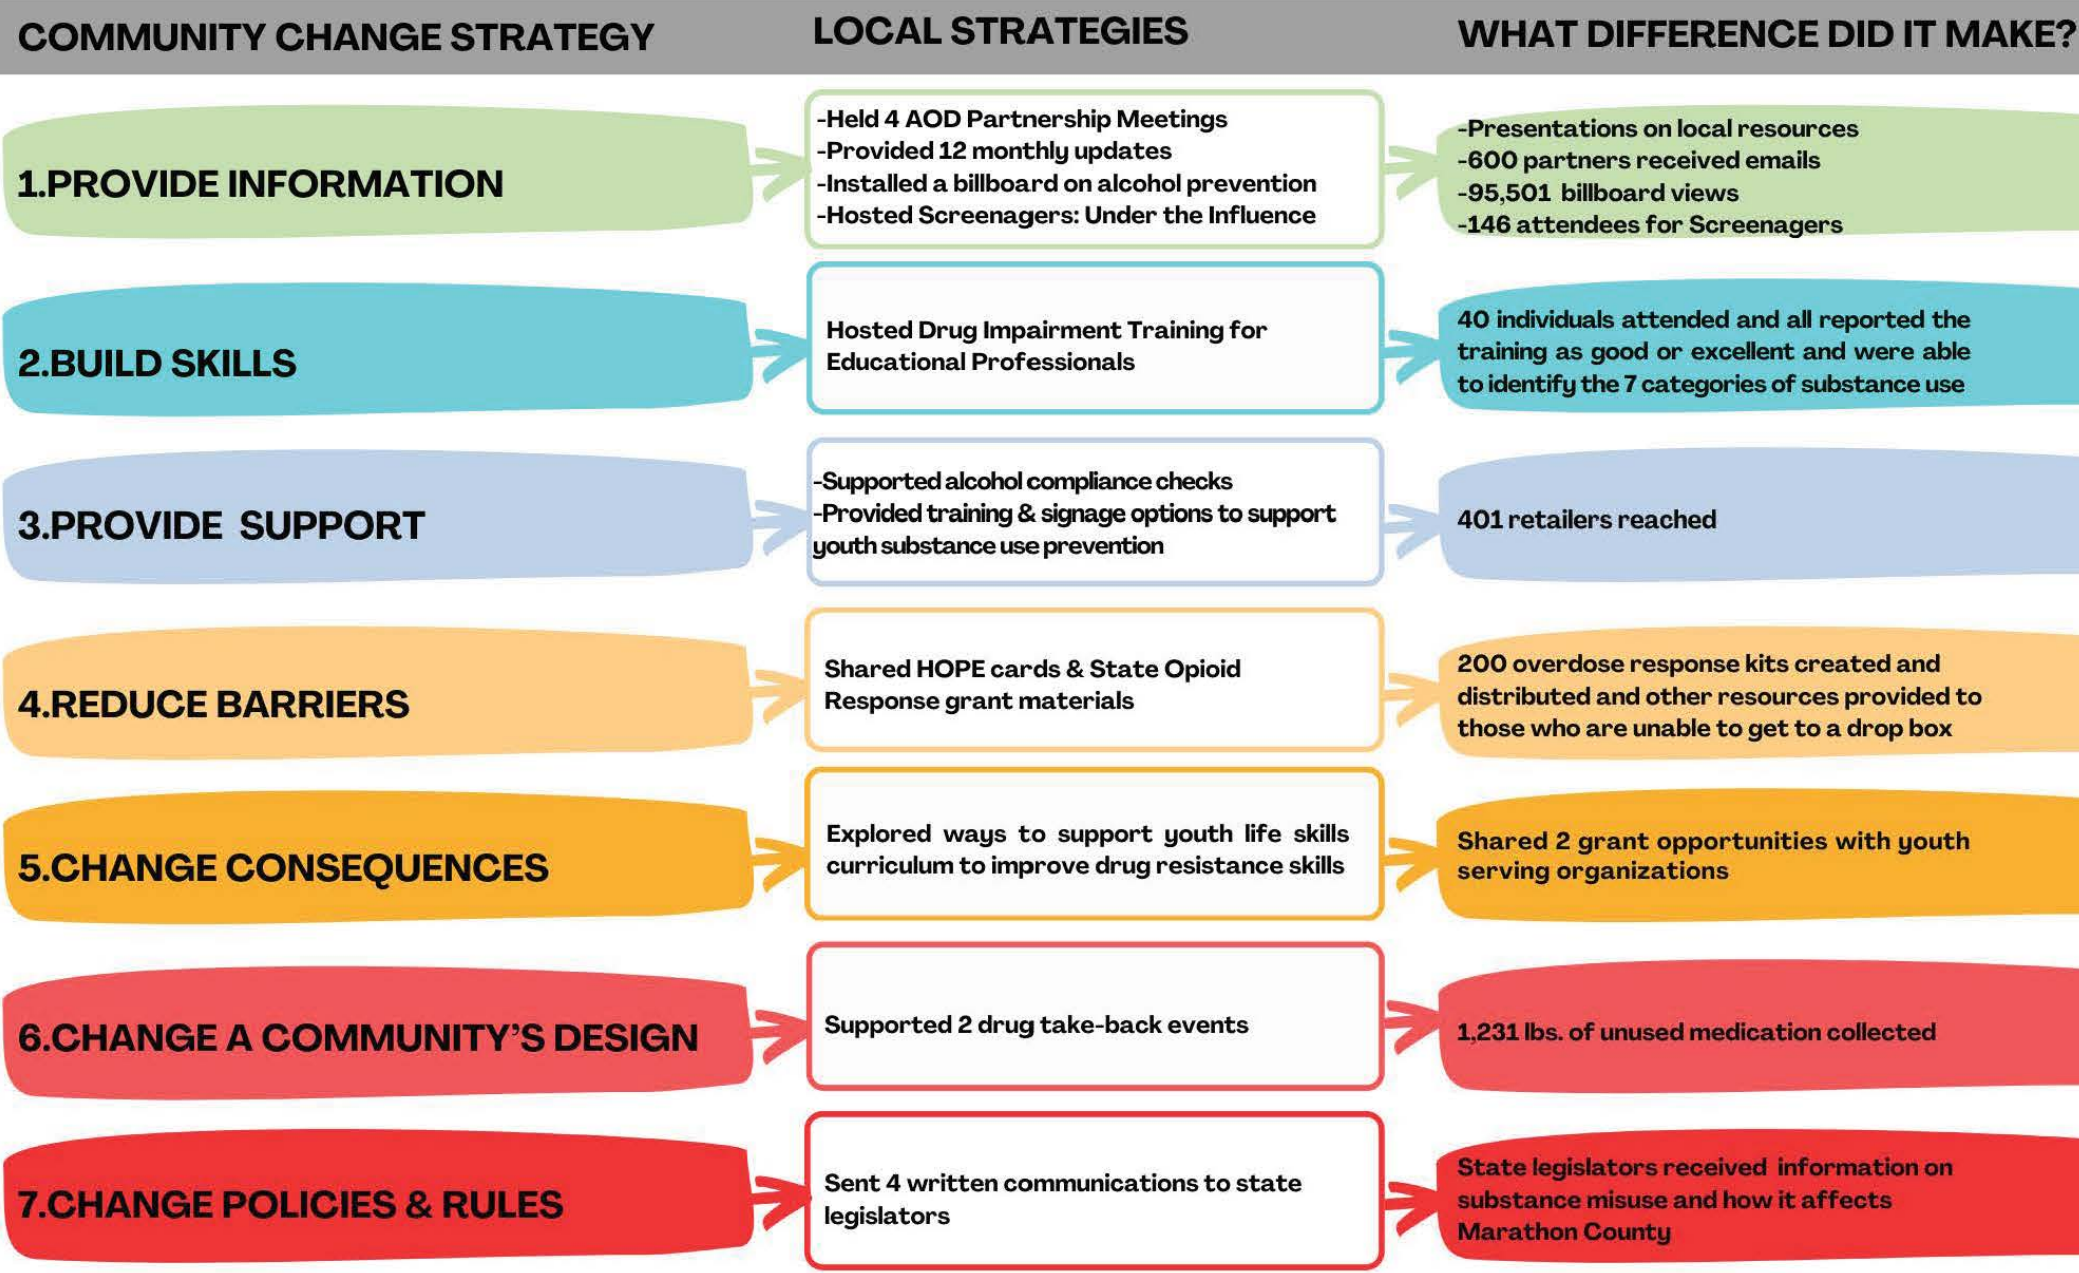 COMMUNITY CHANGE STRATEGY
LOCAL STRATEGIES
WHAT DIFFERENCE DID IT MAKE?
1.PROVIDE INFORMATION
-Held 4 AOD Partnership Meetings
-Provided 12 monthly updates
-Installed a billboard on alcohol prevention
-Hosted Screenagers: Under the Influence
-Presentations on local resources
-600 partners received emails
-95,501 billboard views
-146 attendees for Screenagers
2.BUILD SKILLS
Hosted Drug Impairment Training for
Educational Professionals
40 individuals attended and all reported the
training as good or excellent and were able
to identify the 7 categories of substance use
3.PROVIDE SUPPORT
-Supported alcohol compliance checks
-Provided training & signage options to support
youth substance use prevention
401 retailers reached
4.REDUCE BARRIERS
Shared HOPE cards & State Opioid
Response grant materials
200 overdose response kits created and
distributed and other resources provided to
those who are unable to get to a drop box
5.CHANGE CONSEQUENCES
Explored ways to support youth life skills
curriculum to improve drug resistance skills
Shared 2 grant opportunities with youth
serving organizations
6.CHANGE A COMMUNITY’S DESIGN
Supported 2 drug take-back events
1,231 lbs. of unused medication collected
7.CHANGE POLICIES & RULES
Sent 4 written communications to state
legislators
State legislators received information on
substance misuse and how it affects
Marathon County